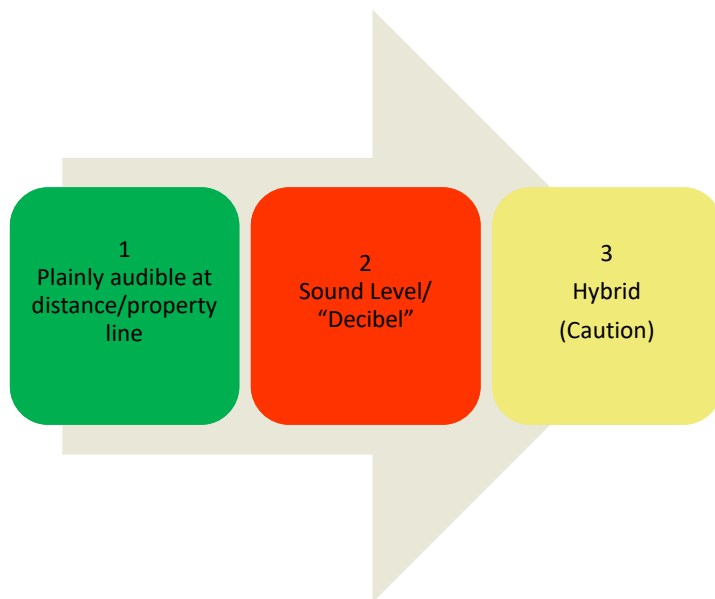 1
Plainly audible at
distance/property
line
2
Sound Level/
“Decibel”
3
Hybrid
(Caution)